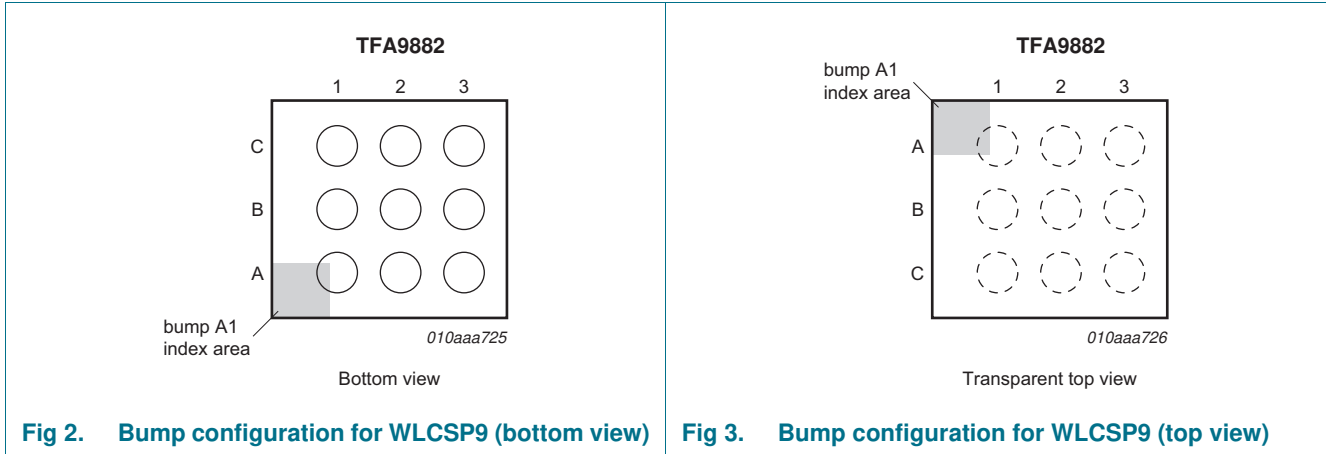 TFA9882
1 2 3
C
B
A
bump A1
index area
010aaa725
Bottom view
Fig 2. Bump configuration for WLCSP9 (bottom view)
TFA9882
bump A1
index area
1 2 3
A
B
C
010aaa726
Transparent top view
Fig 3. Bump configuration for WLCSP9 (top view)